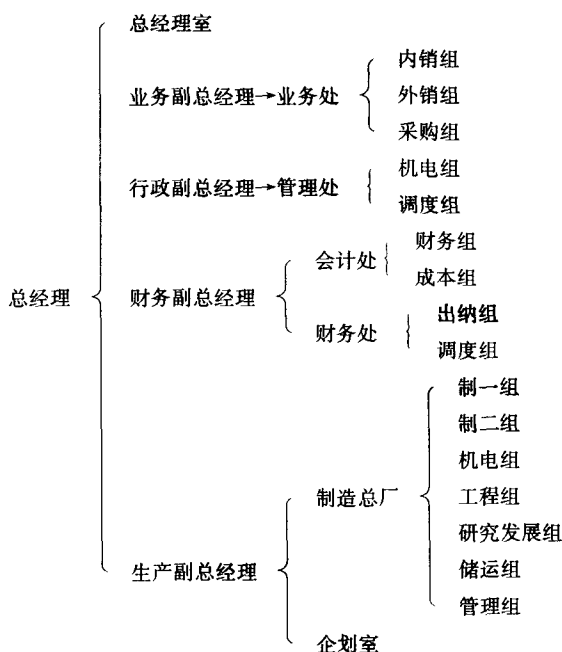 总经理室
业务副总经理→业务处
内销组
外销组
采购组
行政副总经理→管理处
机电组
调度组
总经理
财务副总经理
会计处
财务组
成本组
财务处
出纳组
调度组
生产副总经理
制造总厂
制一组
制二组
机电组
工程组
研究发展组
储运组
管理组
企划室